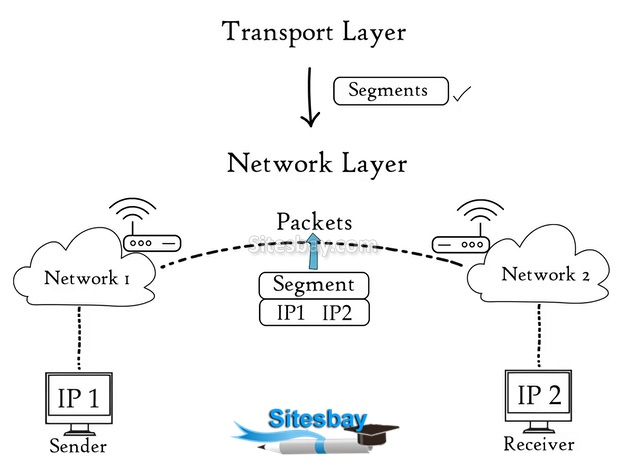 Transport Layer
Segments
Network Layer
Packets
Sitesbay.com
Network 1
Segment
IP1 IP2
Network 2
IP 1
IP 2
Sender
Sitesbay
Receiver